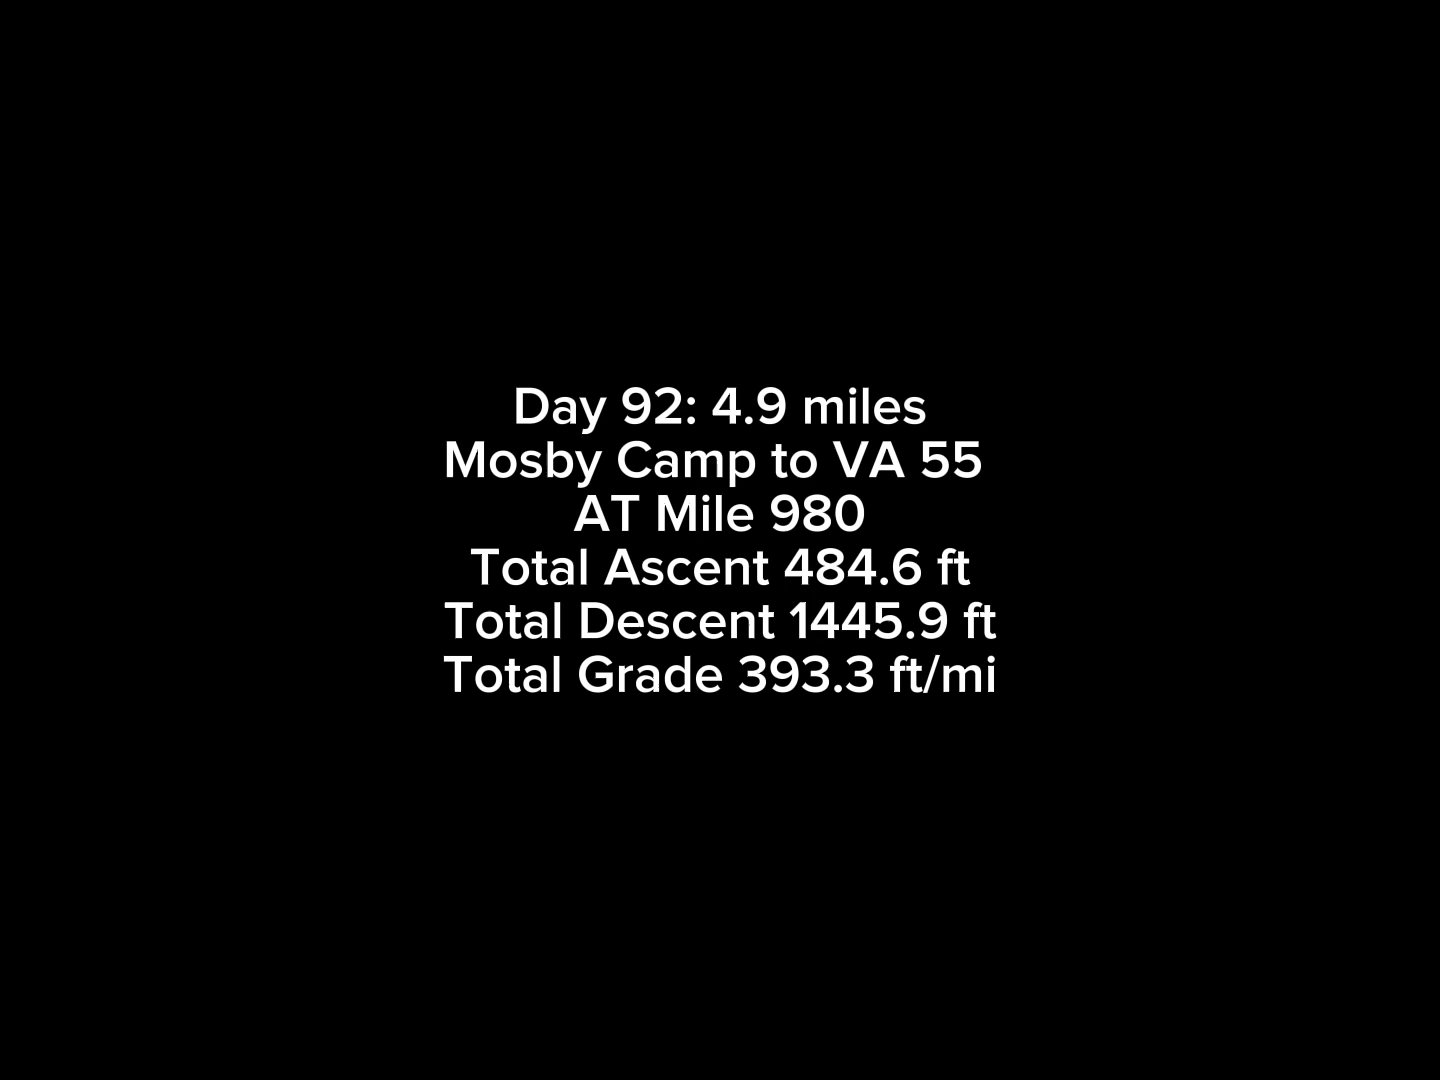 Day 92: 4.9 miles
Mosby Camp to VA 55
AT Mile 980
Total Ascent 484.6 ft
Total Descent 1445.9 ft
Total Grade 393.3 ft/mi